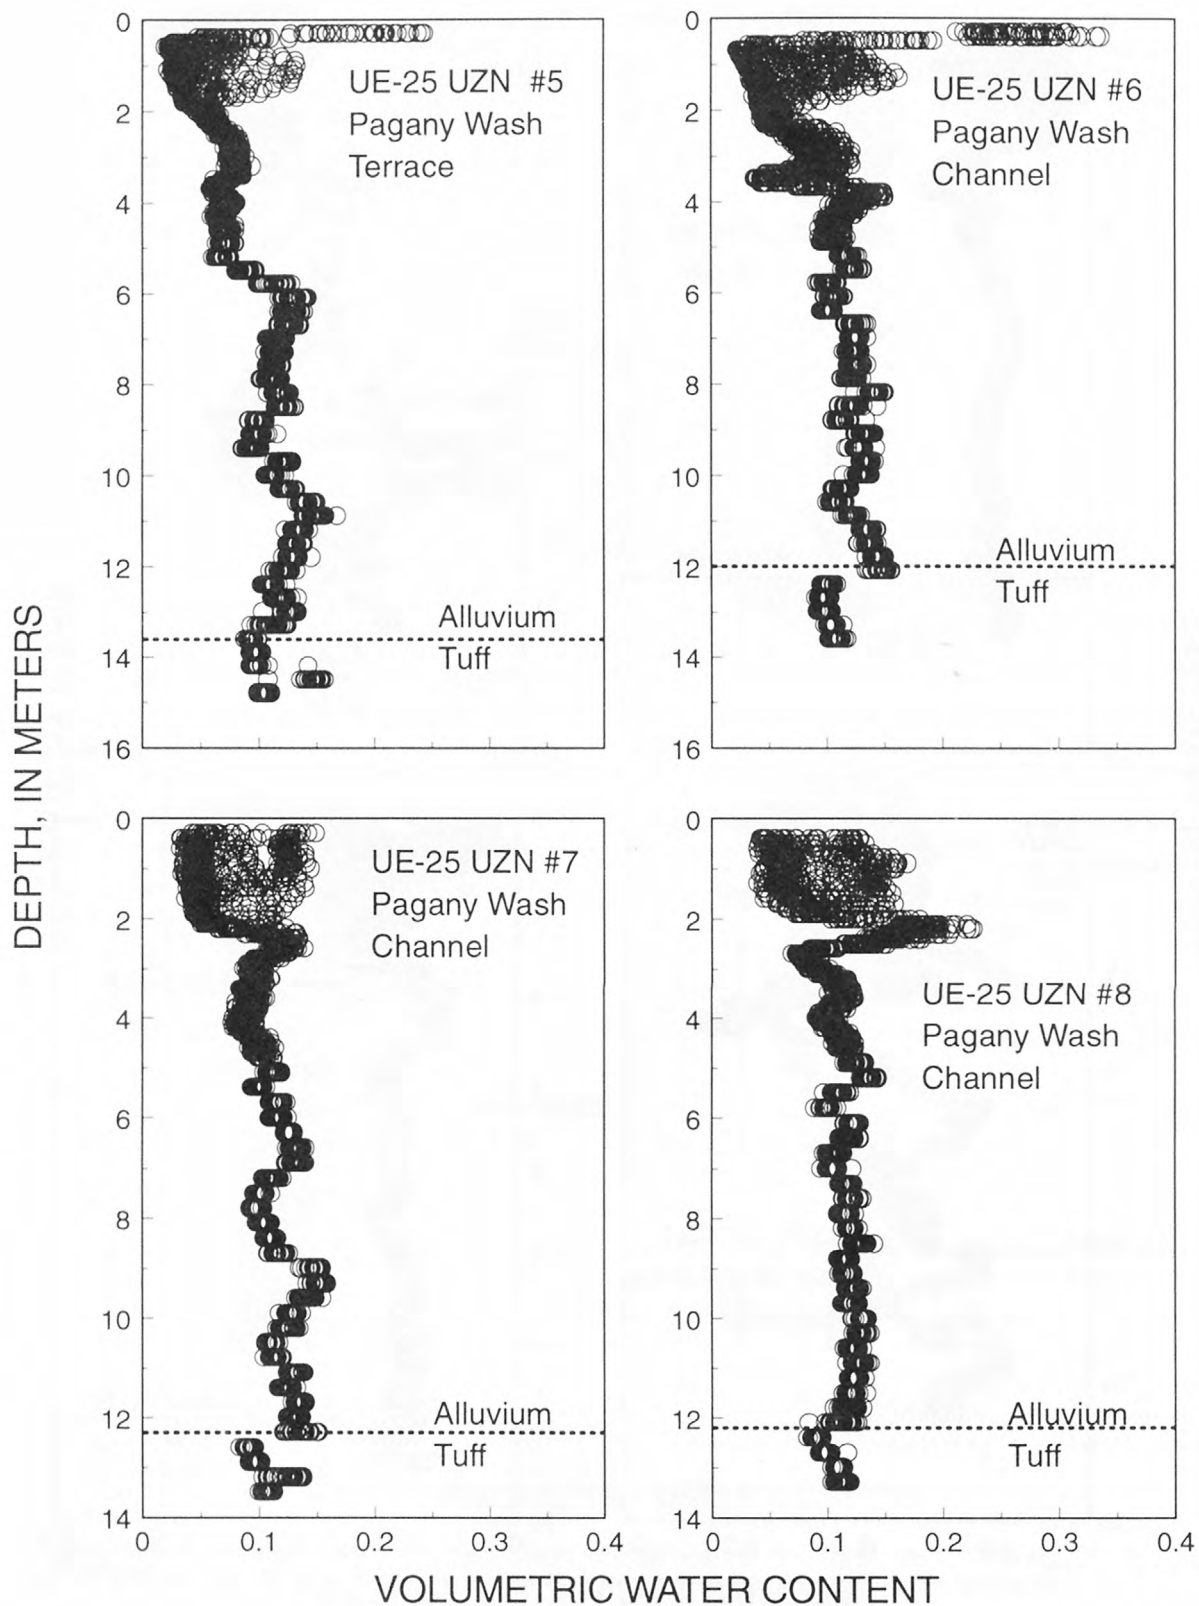 0
2
4
6
8
10
12
14
16
UE-25 UZN #5
Pagany Wash
Terrace
Alluvium
Tuff
0
2
4
6
8
10
12
14
16
UE-25 UZN #6
Pagany Wash
Channel
Alluvium
Tuff
DEPTH, IN METERS
0
2
4
6
8
10
12
14
UE-25 UZN #7
Pagany Wash
Channel
Alluvium
Tuff
0 0.1 0.2 0.3 0.4
0
2
4
6
8
10
12
14
UE-25 UZN #8
Pagany Wash
Channel
Alluvium
Tuff
0 0.1 0.2 0.3 0.4
VOLUMETRIC WATER CONTENT